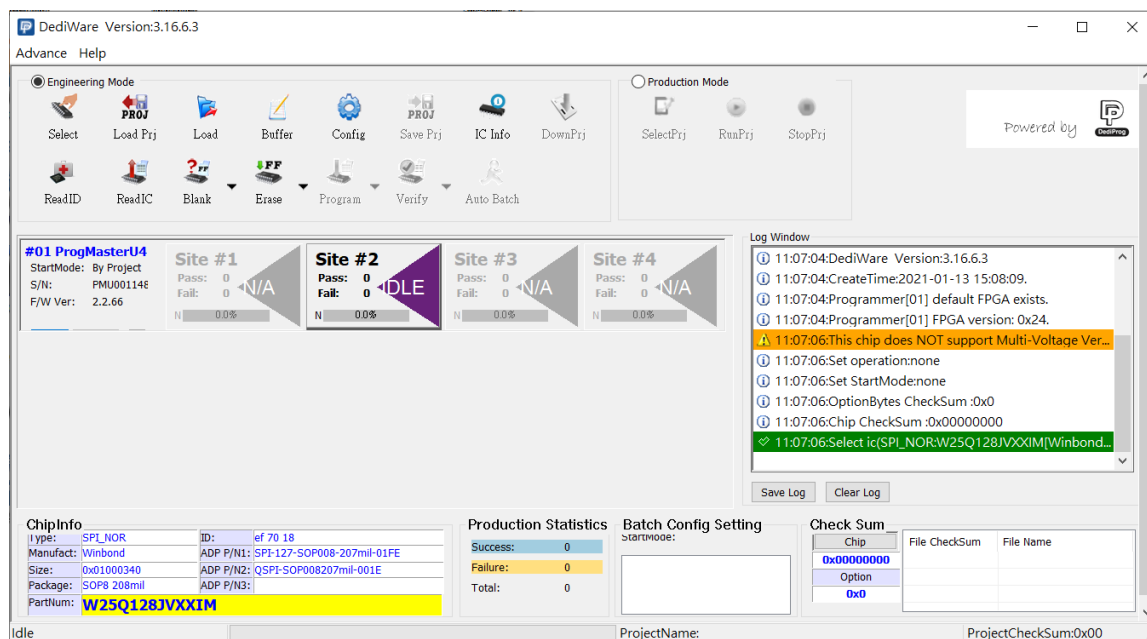 DediWare Version:3.16.6.3
Advance Help
Engineering Mode
Select Load Prj Load Buffer Config Save Prj IC Info DownPrj
ReadID ReadIC Blank Erase Program Verify Auto Batch
Production Mode
SelectPrj RunPrj StopPrj
Powered by DediProg
#01 ProgMasterU4
StartMode: By Project
S/N: PMU001148
F/W Ver: 2.2.66
Site #1
Pass: 0
Fail: 0
N/A
N 0.0%
Site #2
Pass: 0
Fail: 0
IDLE
N 0.0%
Site #3
Pass: 0
Fail: 0
N/A
N 0.0%
Site #4
Pass: 0
Fail: 0
N/A
N 0.0%
Log Window
11:07:04:DediWare Version:3.16.6.3
11:07:04:CreateTime:2021-01-13 15:08:09.
11:07:04:Programmer[01] default FPGA exists.
11:07:04:Programmer[01] FPGA version: 0x24.
11:07:06:This chip does NOT support Multi-Voltage Ver...
11:07:06:Set operation:none
11:07:06:Set StartMode:none
11:07:06:OptionBytes CheckSum :0x0
11:07:06:Chip CheckSum :0x00000000
11:07:06:Select ic(SPI_NOR:W25Q128JVXXIM[Winbond...
Save Log Clear Log
ChipInfo
Type: SPI_NOR ID: ef 70 18
Manufact: Winbond ADP P/N1: SPI-127-SOP008-207mil-01FE
Size: 0x01000340 ADP P/N2: QSPI-SOP008207mil-001E
Package: SOP8 208mil ADP P/N3:
PartNum: W25Q128JVXXIM
Production Statistics
Success: 0
Failure: 0
Total: 0
Batch Config Setting
StartMode:
Check Sum
Chip
0x00000000
Option
0x0
File CheckSum File Name
Idle ProjectName: ProjectCheckSum:0x00